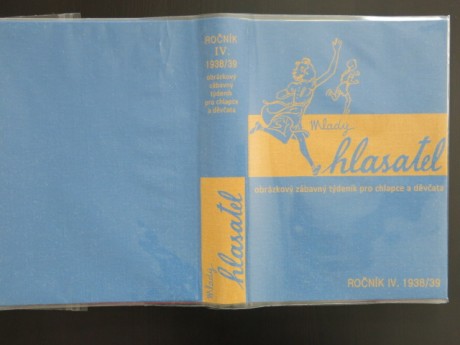 ROČNÍK
IV.
1938/39
obrázkový
zábavný
týdeník
pro chlapce
a děvčata
Mladý
hlasatel
Mladý
hlasatel
obrázkový zábavný týdeník pro chlapce a děvčata
ROČNÍK IV. 1938/39